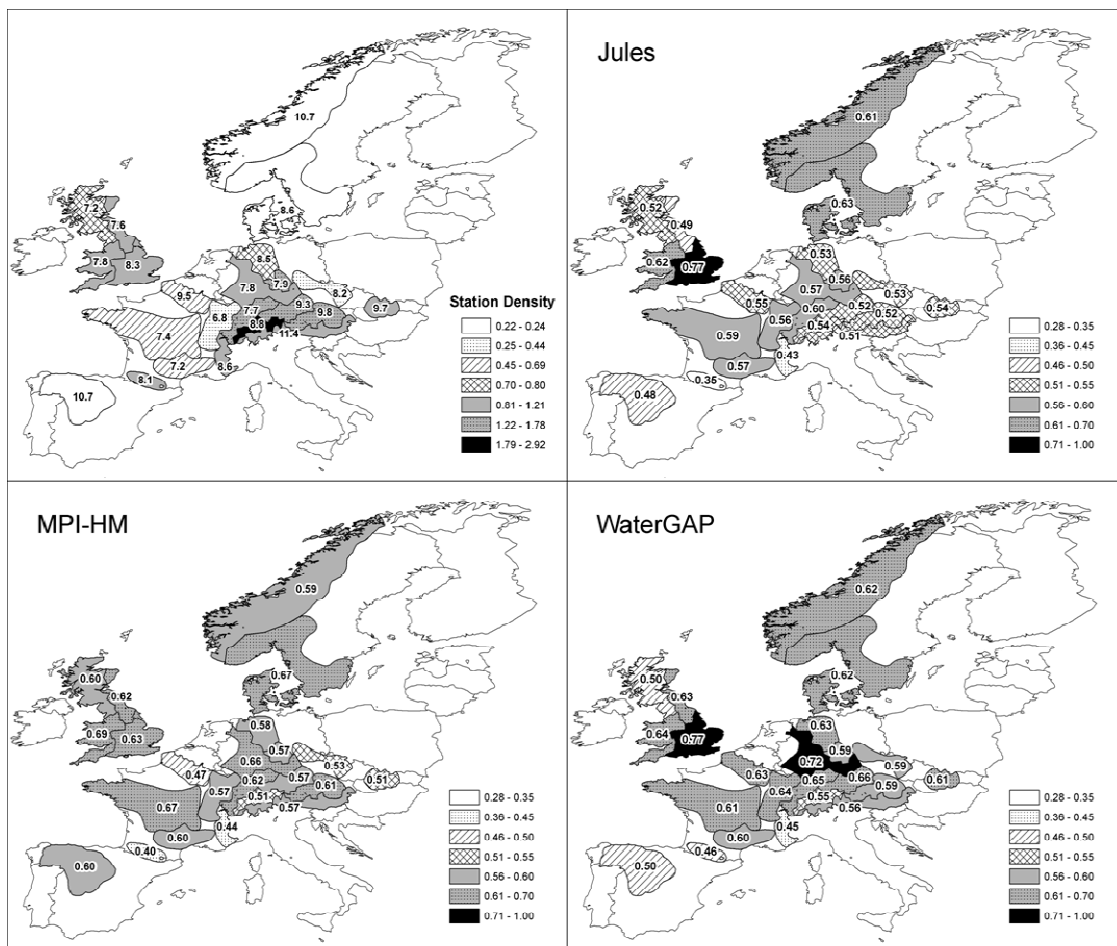 10.7
8.6
7.2
7.6
7.8
8.3
8.5
9.5
7.8
7.9
8.2
6.8
7.7
9.3
9.8
9.7
8.8
11.4
7.4
7.2
8.6
8.1
10.7
Station Density
0.22 - 0.24
0.25 - 0.44
0.45 - 0.69
0.70 - 0.80
0.81 - 1.21
1.22 - 1.78
1.79 - 2.92
Jules
0.61
0.63
0.52
0.49
0.62
0.77
0.53
0.55
0.56
0.57
0.53
0.56
0.60
0.52
0.52
0.54
0.54
0.51
0.59
0.43
0.57
0.35
0.48
0.28 - 0.35
0.36 - 0.45
0.46 - 0.50
0.51 - 0.55
0.56 - 0.60
0.61 - 0.70
0.71 - 1.00
MPI-HM
0.59
0.67
0.60
0.62
0.69
0.63
0.58
0.57
0.66
0.53
0.47
0.62
0.57
0.61
0.51
0.57
0.51
0.57
0.67
0.44
0.60
0.40
0.60
0.28 - 0.35
0.36 - 0.45
0.46 - 0.50
0.51 - 0.55
0.56 - 0.60
0.61 - 0.70
0.71 - 1.00
WaterGAP
0.62
0.62
0.50
0.63
0.64
0.77
0.63
0.59
0.72
0.59
0.63
0.65
0.66
0.59
0.61
0.64
0.55
0.56
0.61
0.45
0.60
0.46
0.50
0.28 - 0.35
0.36 - 0.45
0.46 - 0.50
0.51 - 0.55
0.56 - 0.60
0.61 - 0.70
0.71 - 1.00